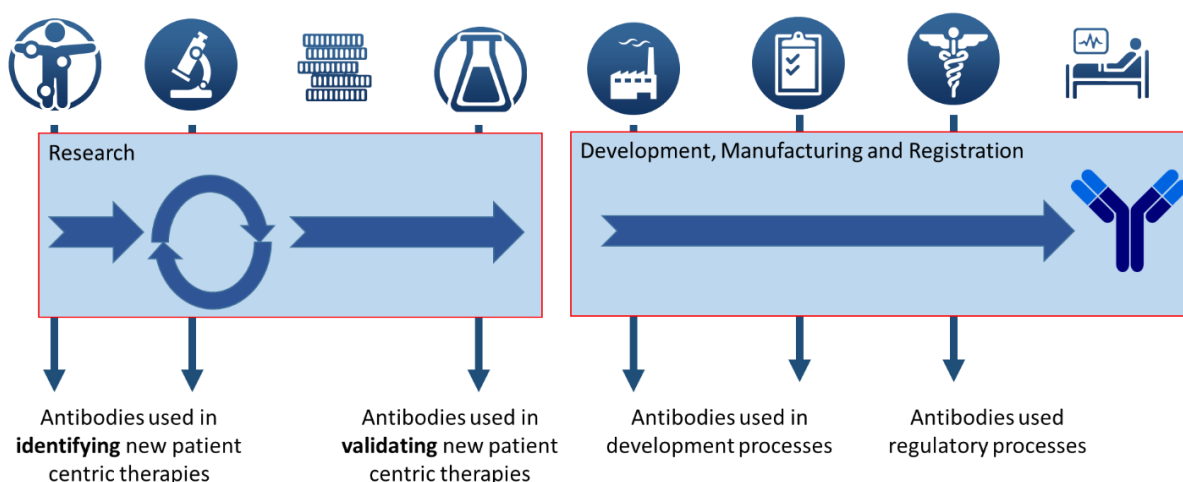 Research
Development, Manufacturing and Registration
Antibodies used in
identifying new patient
centric therapies
Antibodies used in
validating new patient
centric therapies
Antibodies used in
development processes
Antibodies used
regulatory processes